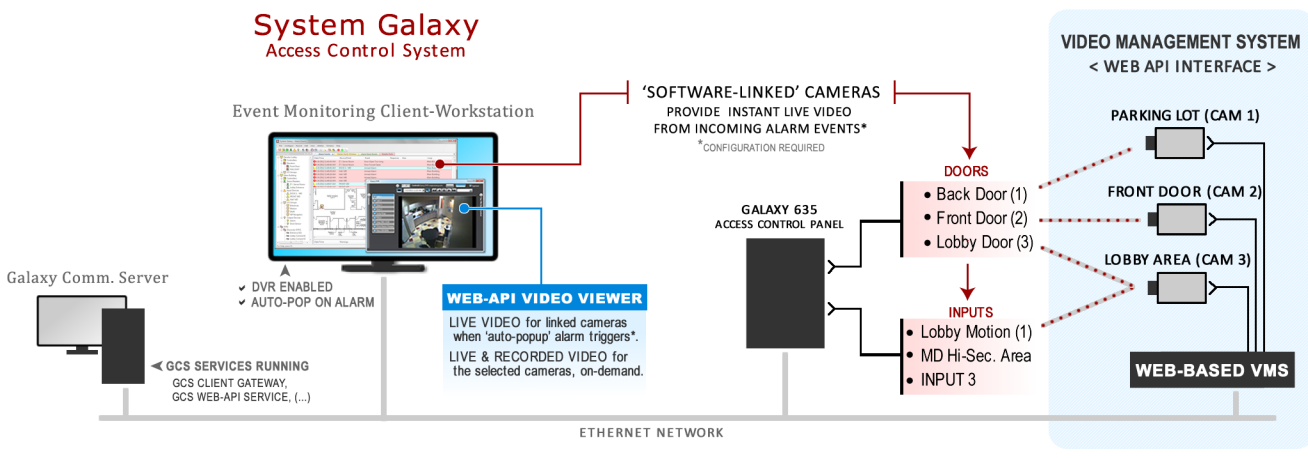 System Galaxy
Access Control System
Event Monitoring Client-Workstation
Galaxy Comm. Server
DVR ENABLED
AUTO-POP ON ALARM
GCS SERVICES RUNNING
GCS CLIENT GATEWAY,
GCS WEB-API SERVICE, (...)
WEB-API VIDEO VIEWER
LIVE VIDEO for linked cameras
when 'auto-popup' alarm triggers*.
LIVE & RECORDED VIDEO for
the selected cameras, on-demand.
'SOFTWARE-LINKED' CAMERAS
PROVIDE INSTANT LIVE VIDEO
FROM INCOMING ALARM EVENTS*
*CONFIGURATION REQUIRED
GALAXY 635
ACCESS CONTROL PANEL
DOORS
• Back Door (1)
• Front Door (2)
• Lobby Door (3)
INPUTS
• Lobby Motion (1)
• MD Hi-Sec. Area
• INPUT 3
VIDEO MANAGEMENT SYSTEM
< WEB API INTERFACE >
PARKING LOT (CAM 1)
FRONT DOOR (CAM 2)
LOBBY AREA (CAM 3)
WEB-BASED VMS
ETHERNET NETWORK